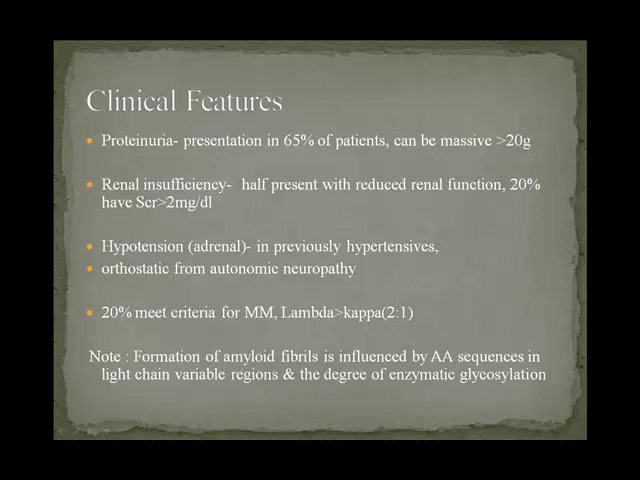 Clinical Features
• Proteinuria- presentation in 65% of patients, can be massive >20g
• Renal insufficiency- half present with reduced renal function, 20%
have Scr>2mg/dl
• Hypotension (adrenal)- in previously hypertensives,
• orthostatic from autonomic neuropathy
• 20% meet criteria for MM, Lambda>kappa(2:1)
Note : Formation of amyloid fibrils is influenced by AA sequences in
light chain variable regions & the degree of enzymatic glycosylation